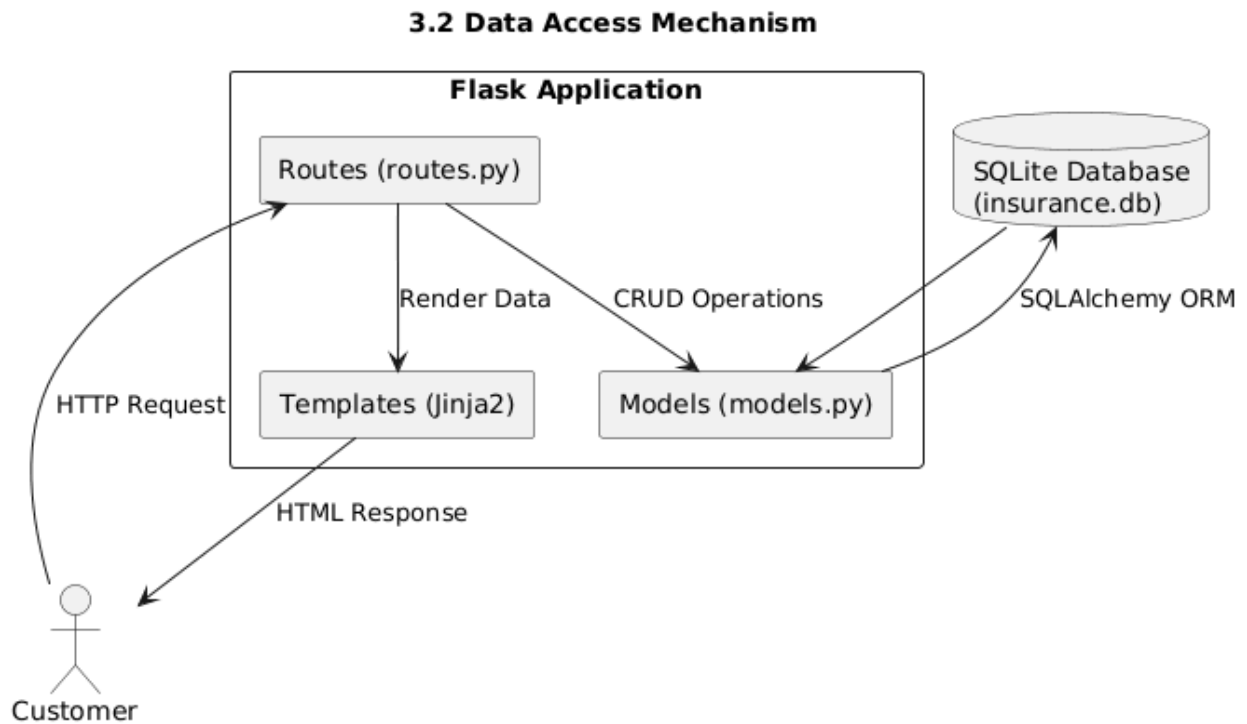 3.2 Data Access Mechanism
Flask Application
Routes (routes.py)
SQLite Database
(insurance.db)
Render Data
CRUD Operations
SQLAlchemy ORM
HTTP Request
Templates (Jinja2)
Models (models.py)
HTML Response
Customer